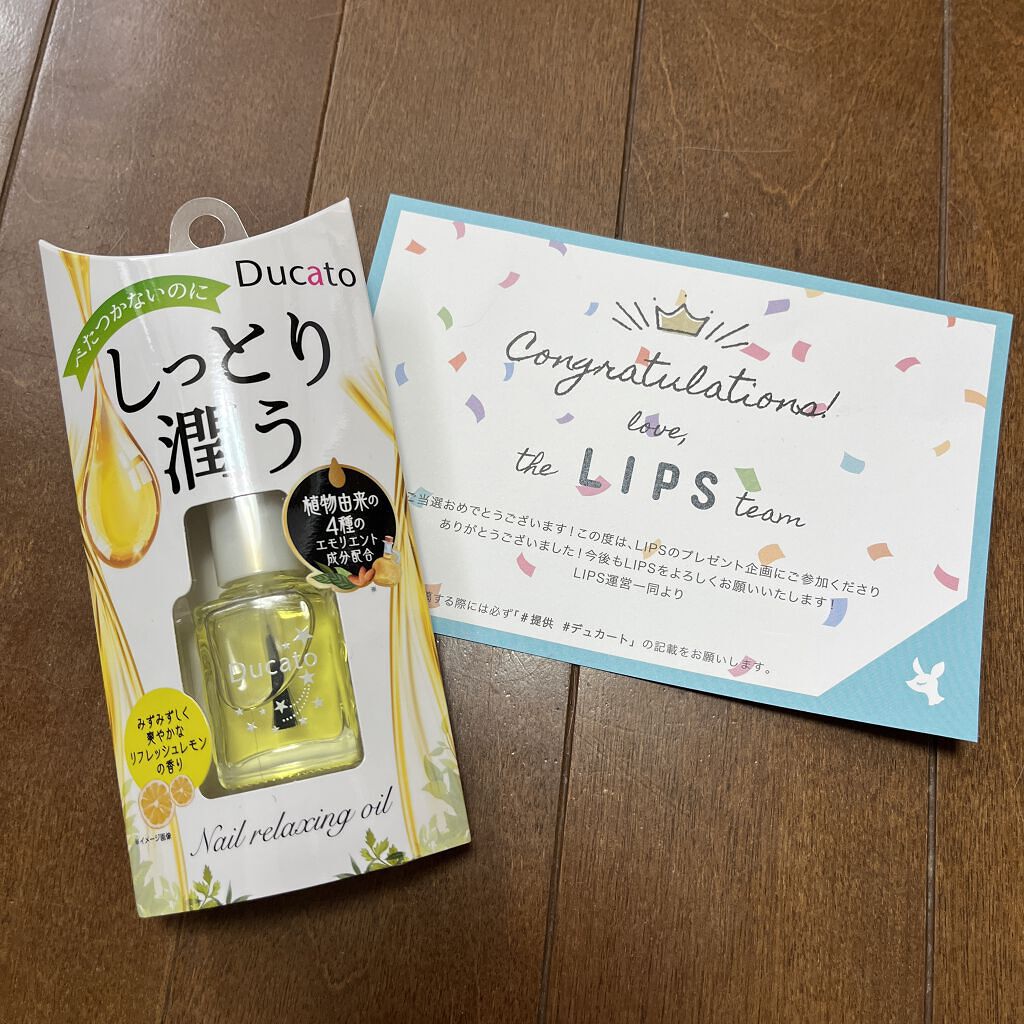 Ducato
べたつかないのに
しっとり
潤う
植物由来の
4種の
エモリエント
成分配合
※
Ducato
みずみずしく
爽やかな
リフレッシュレモン
の香り
※イメージ画像
Nail relaxing oil
Congratulations!
love,
the LIPS team
ご当選おめでとうございます!この度は、LIPSのプレゼント企画にご参加くださり
ありがとうございました!今後もLIPSをよろしくお願いいたします!
LIPS運営一同より
する際には必ず「#提供 #デュカート」の記載をお願いします。